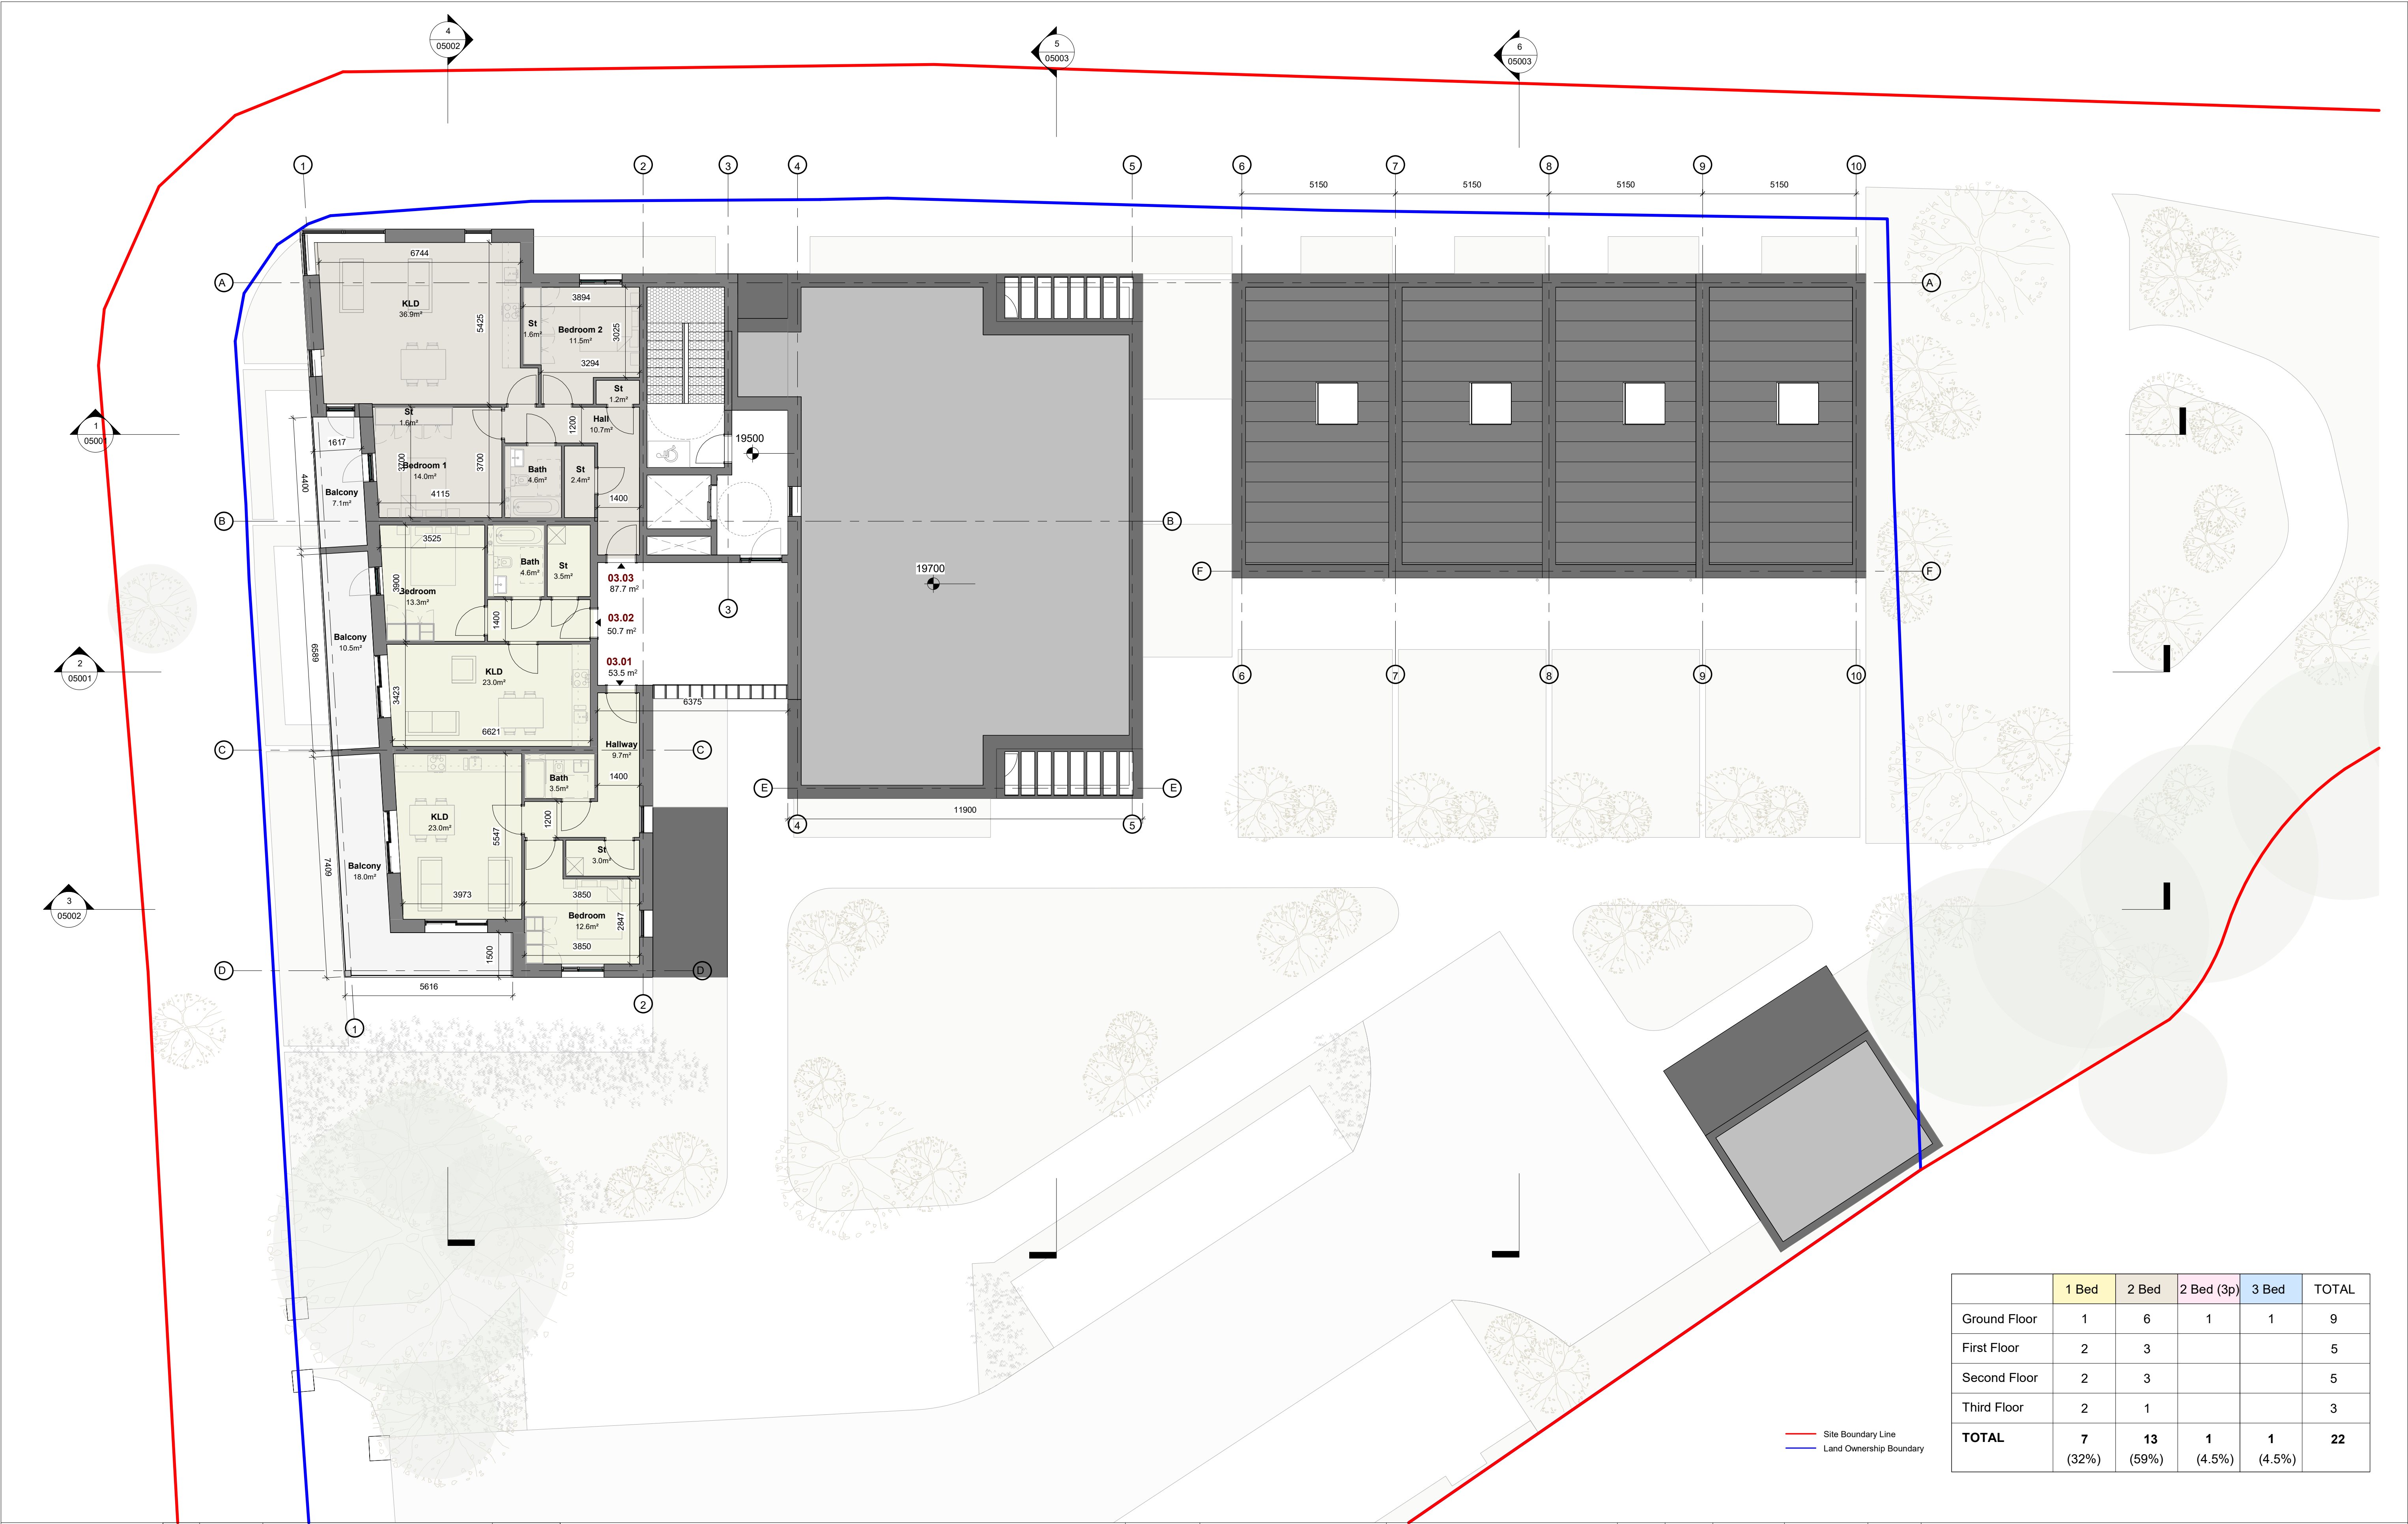 4
05002
5
05003
6
05003
1
2
3
4
5
6
7
8
9
10
5150
5150
5150
5150
A
A
6744
KLD
36.9m²
5425
3894
St
1.6m²
Bedroom 2
11.5m²
3025
3294
St
1.2m²
Hall
10.7m²
1200
St
1.6m²
1
05001
1617
3700
3700
Bedroom 1
14.0m²
4115
Bath
4.6m²
St
2.4m²
1400
19500
4400
Balcony
7.1m²
B
B
3525
Bath
4.6m²
St
3.5m²
3900
Bedroom
13.3m²
1400
03.03
87.7 m²
03.02
50.7 m²
03.01
53.5 m²
19700
3
F
F
Balcony
10.5m²
6589
2
05001
KLD
23.0m²
3423
6621
6375
6
7
8
9
10
C
C
Hallway
9.7m²
1400
Bath
3.5m²
E
E
11900
4
5
KLD
23.0m²
5547
1200
St
3.0m²
Balcony
18.0m²
7409
3
05002
3973
3850
Bedroom
12.6m²
2847
3850
1500
D
D
5616
2
1
1 Bed 2 Bed 2 Bed (3p) 3 Bed TOTAL
Ground Floor 1 6 1 1 9
First Floor 2 3 5
Second Floor 2 3 5
Third Floor 2 1 3
TOTAL 7 13 1 1 22
(32%) (59%) (4.5%) (4.5%)
Site Boundary Line
Land Ownership Boundary